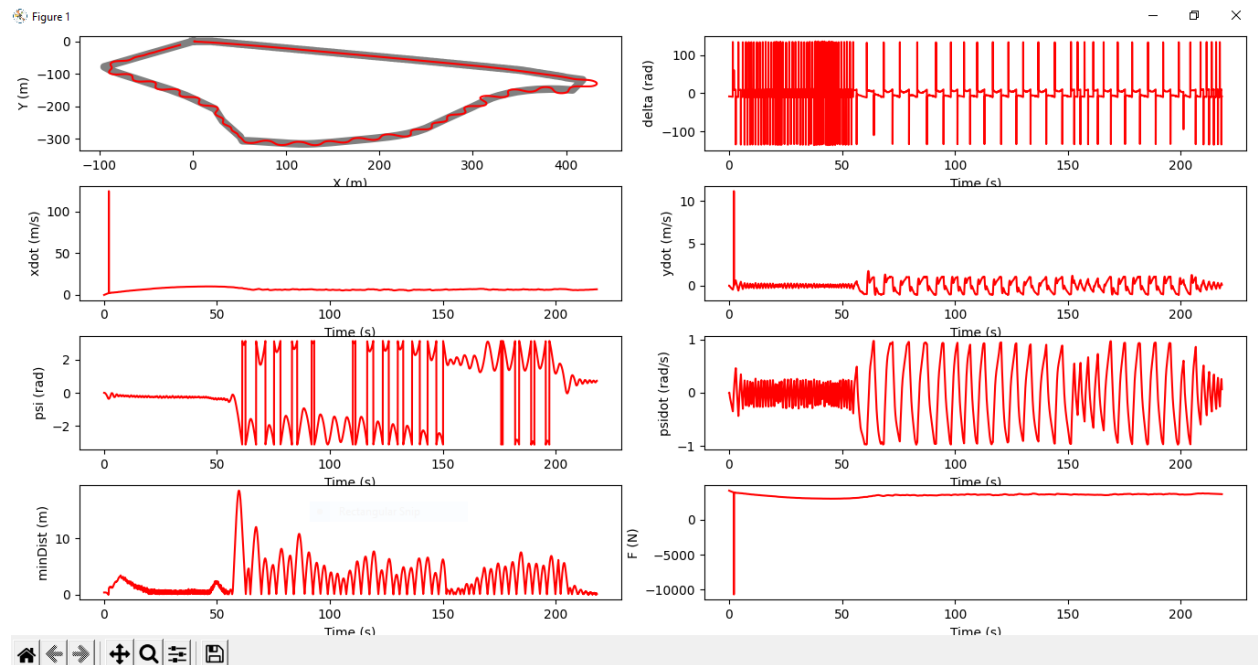 Figure 1
0
−100
−200
−300
Y (m)
−100 0 100 200 300 400
X (m)
100
0
−100
delta (rad)
0 50 100 150 200
Time (s)
100
50
0
xdot (m/s)
0 50 100 150 200
Time (s)
10
5
0
ydot (m/s)
0 50 100 150 200
Time (s)
2
0
−2
psi (rad)
0 50 100 150 200
Time (s)
1
0
−1
psidot (rad/s)
0 50 100 150 200
Time (s)
10
0
minDist (m)
0 50 100 150 200
Time (s)
0
−5000
−10000
F (N)
0 50 100 150 200
Time (s)